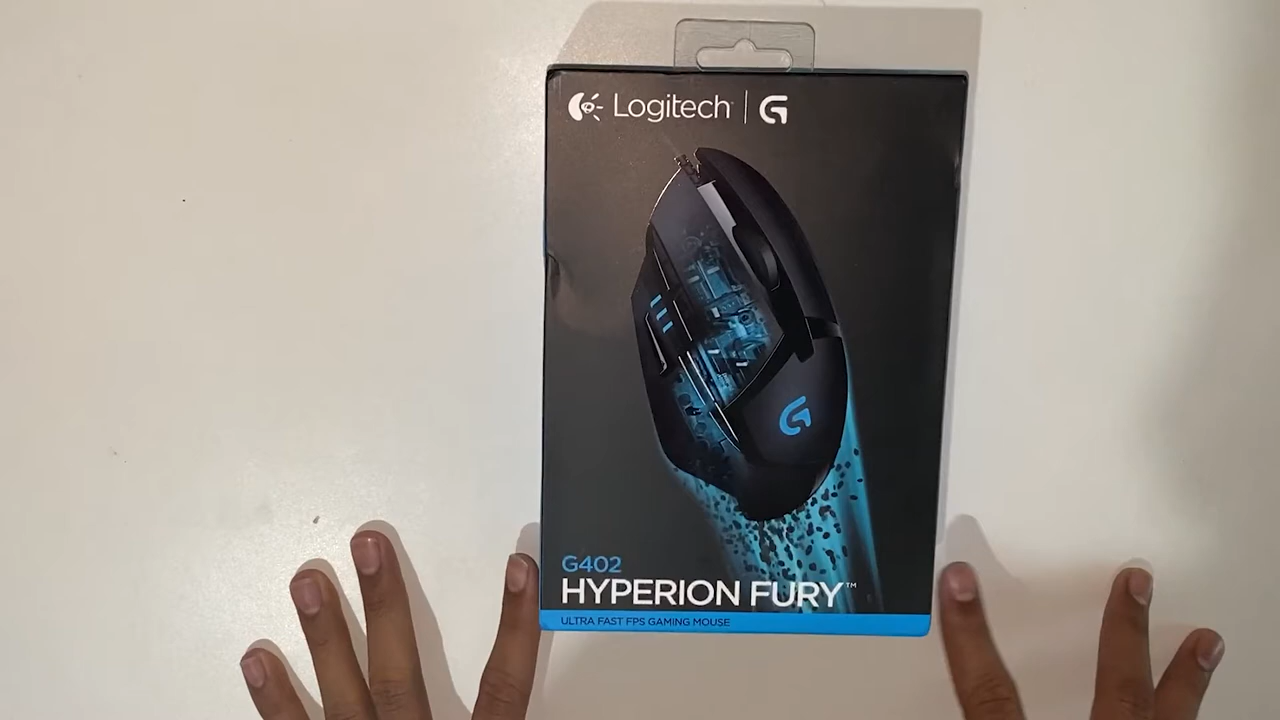 Logitech | G
G
G402
HYPERION FURY™
ULTRA FAST FPS GAMING MOUSE